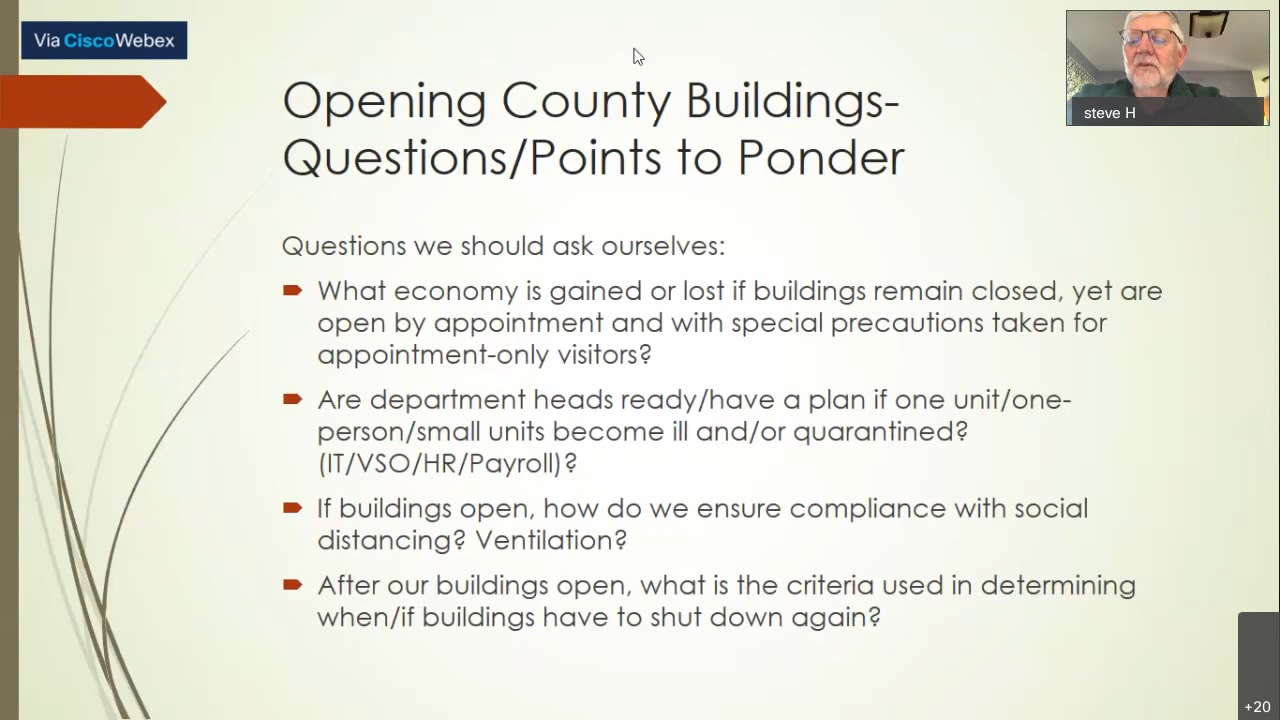 Via CiscoWebex
steve H
Opening County Buildings-
Questions/Points to Ponder
Questions we should ask ourselves:
What economy is gained or lost if buildings remain closed, yet are
open by appointment and with special precautions taken for
appointment-only visitors?
Are department heads ready/have a plan if one unit/one-
person/small units become ill and/or quarantined?
(IT/VSO/HR/Payroll)?
If buildings open, how do we ensure compliance with social
distancing? Ventilation?
After our buildings open, what is the criteria used in determining
when/if buildings have to shut down again?
+20